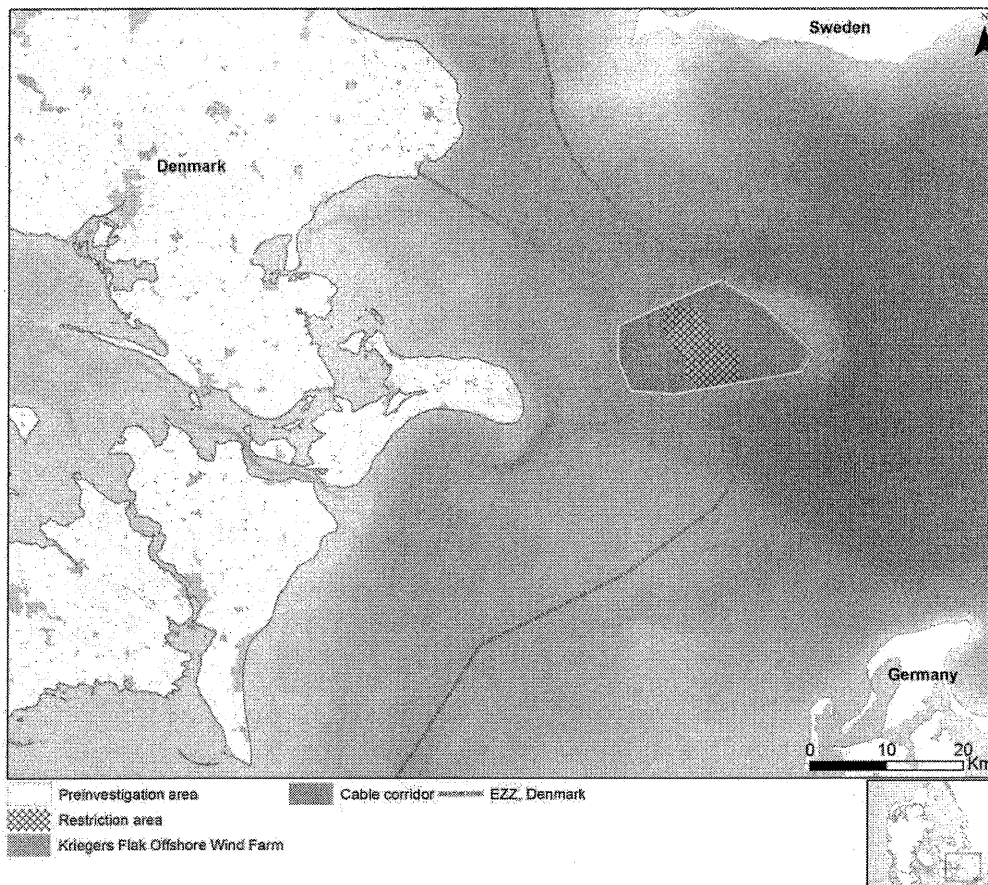 Sweden
N
Denmark
Germany
0 10 20
Km
Preinvestigation area
Cable corridor
EZZ, Denmark
Restriction area
Kriegers Flak Offshore Wind Farm